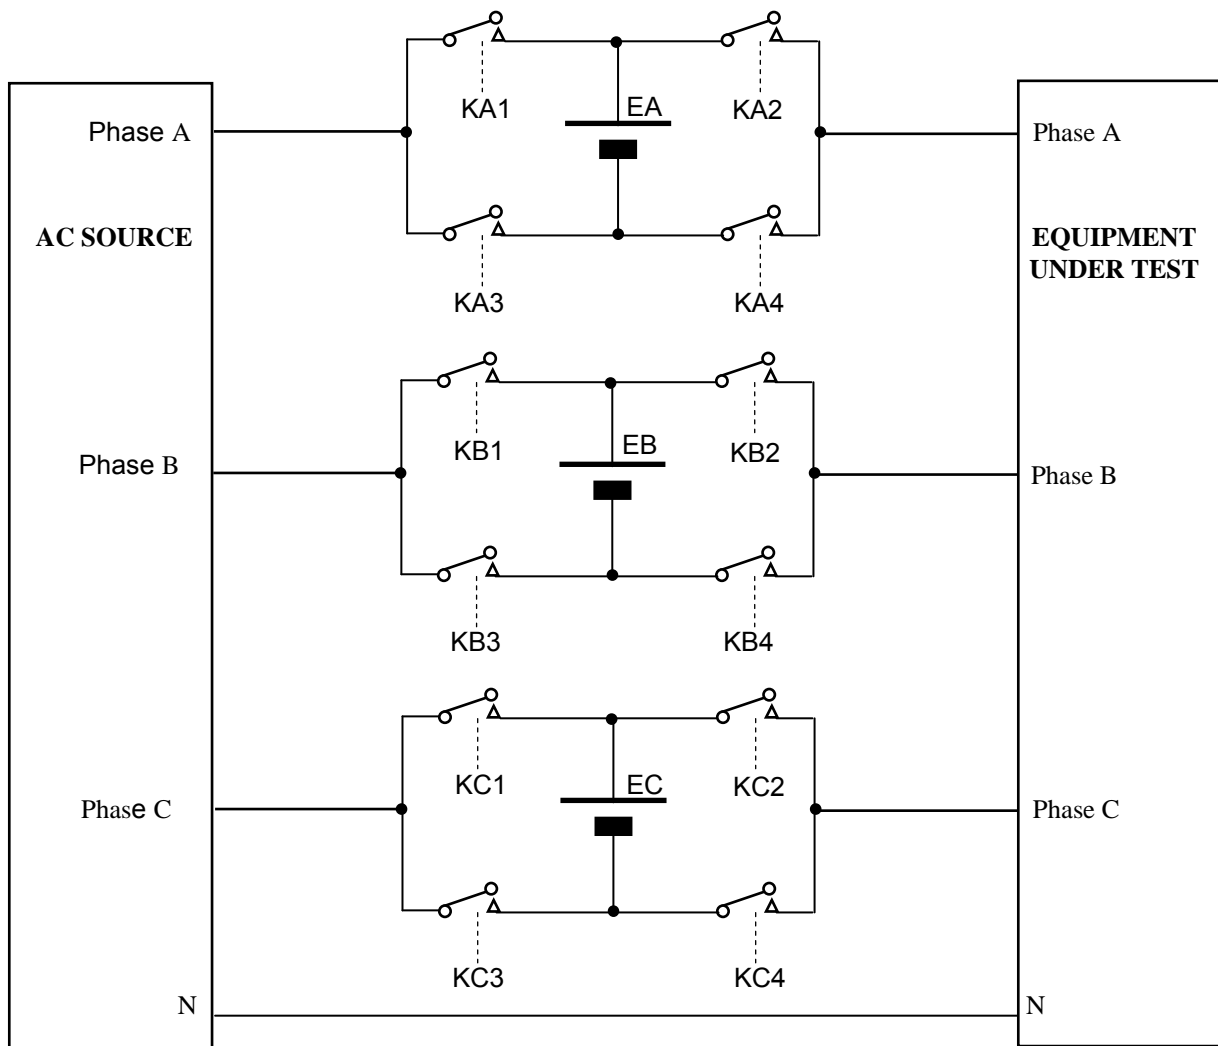 KA1
EA
KA2
Phase A
Phase A
AC SOURCE
EQUIPMENT
UNDER TEST
KA3
KA4
KB1
EB
KB2
Phase B
Phase B
KB3
KB4
KC1
EC
KC2
Phase C
Phase C
KC3
KC4
N
N